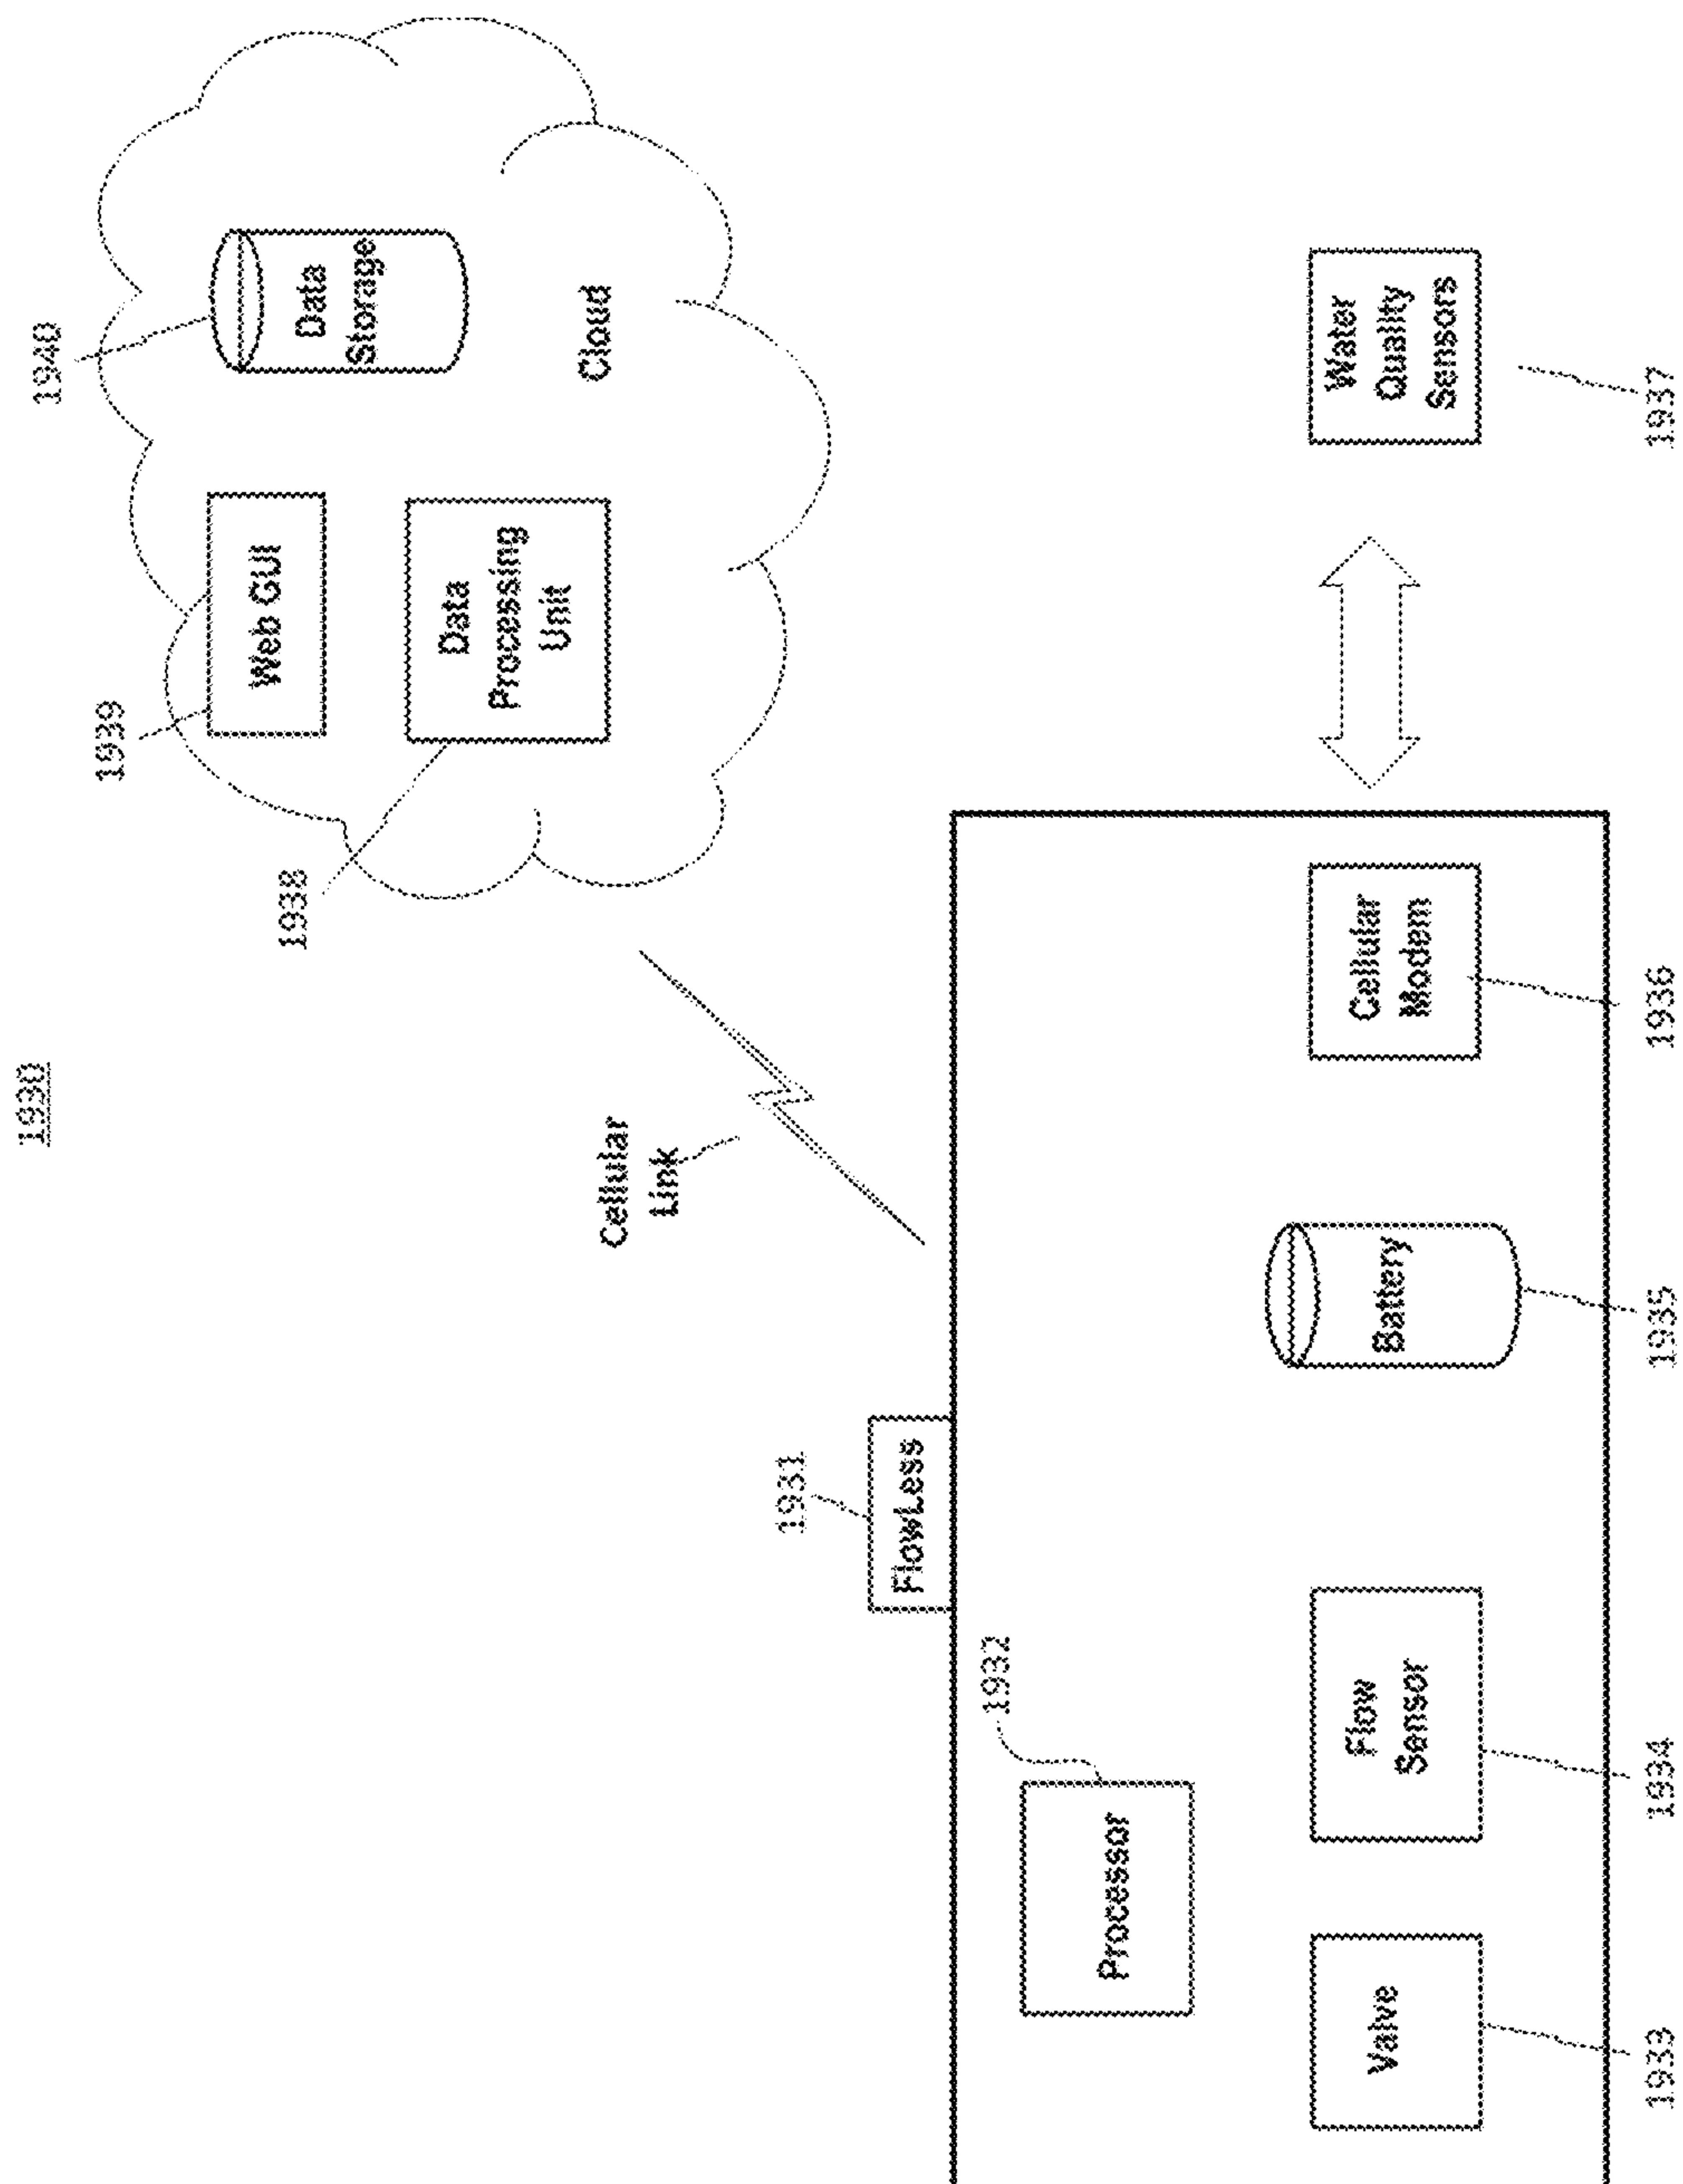 1930
1940
1939
Web GUI
Data
Storage
1938
Data
Processing
Unit
Cloud
Cellular
Link
1931
FlowLess
1932
Processor
Valve
Flow
Sensor
Battery
Cellular
Modem
Water
Quality
Sensors
1933
1934
1935
1936
1937